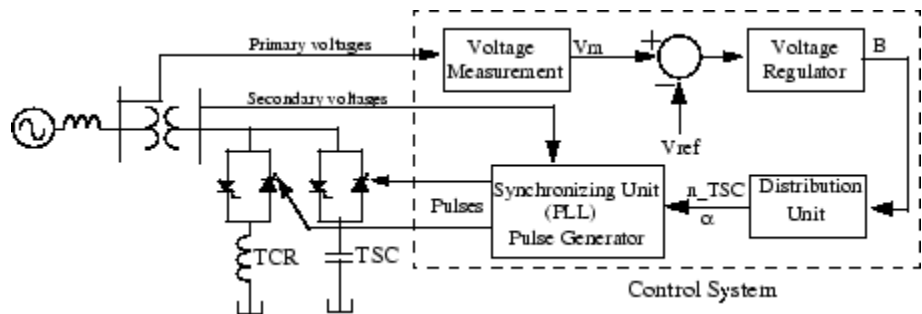 Primary voltages
Voltage
Measurement
Vm
+
−
Voltage
Regulator
B
Secondary voltages
Vref
Pulses
Synchronizing Unit
(PLL)
Pulse Generator
n_TSC
α
Distribution
Unit
TCR
TSC
Control System